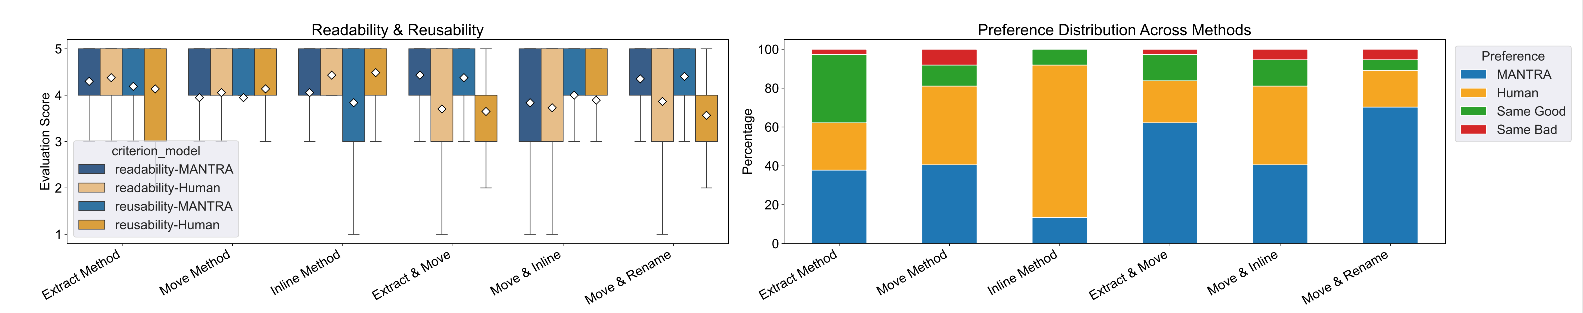 Readability & Reusability
Evaluation Score
5
4
3
2
1
criterion_model
readability-MANTRA
readability-Human
reusability-MANTRA
reusability-Human
Extract Method
Move Method
Inline Method
Extract & Move
Move & Inline
Move & Rename
Preference Distribution Across Methods
Percentage
100
80
60
40
20
0
Extract Method
Move Method
Inline Method
Extract & Move
Move & Inline
Move & Rename
Preference
MANTRA
Human
Same Good
Same Bad